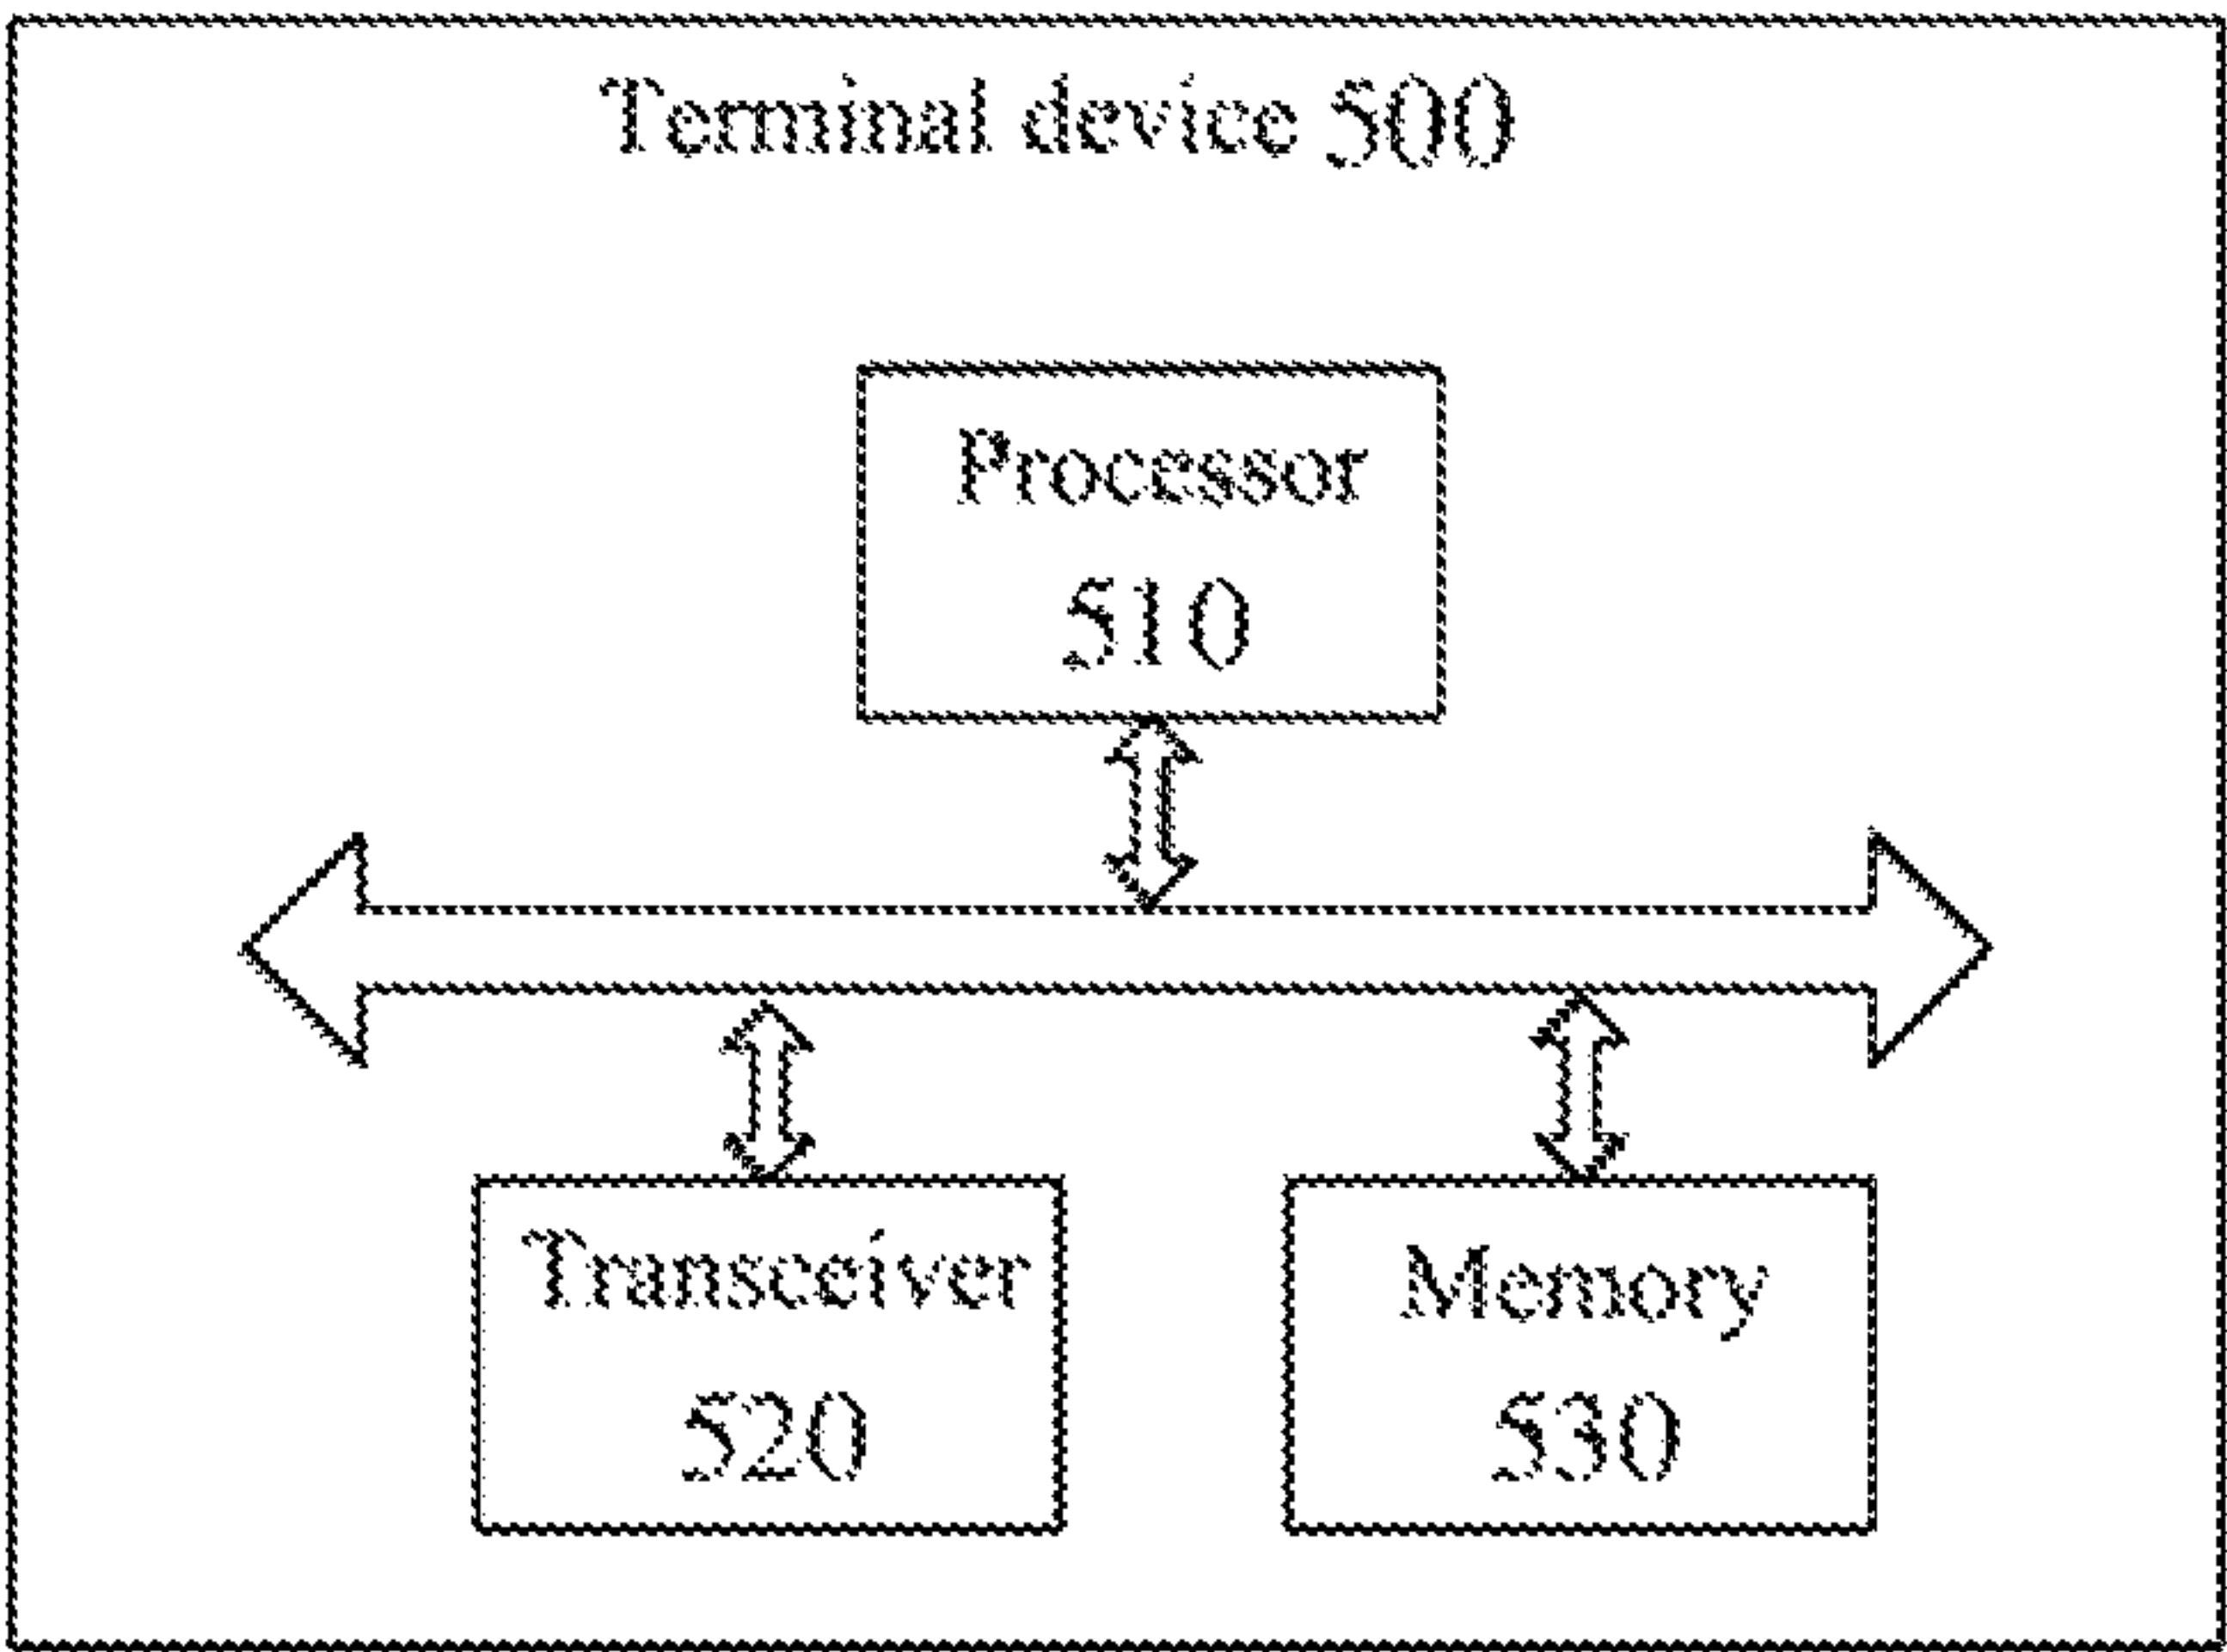 Terminal device 500
Processor
510
Transceiver
520
Memory
530